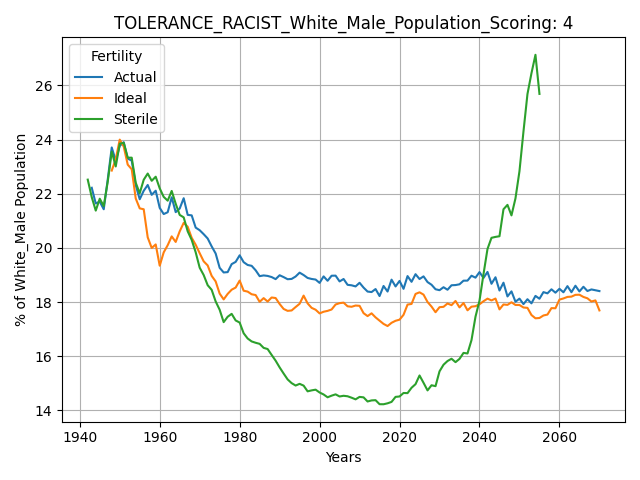 TOLERANCE_RACIST_White_Male_Population_Scoring: 4
Fertility
Actual
Ideal
Sterile
% of White_Male Population
26
24
22
20
18
16
14
1940
1960
1980
2000
2020
2040
2060
Years